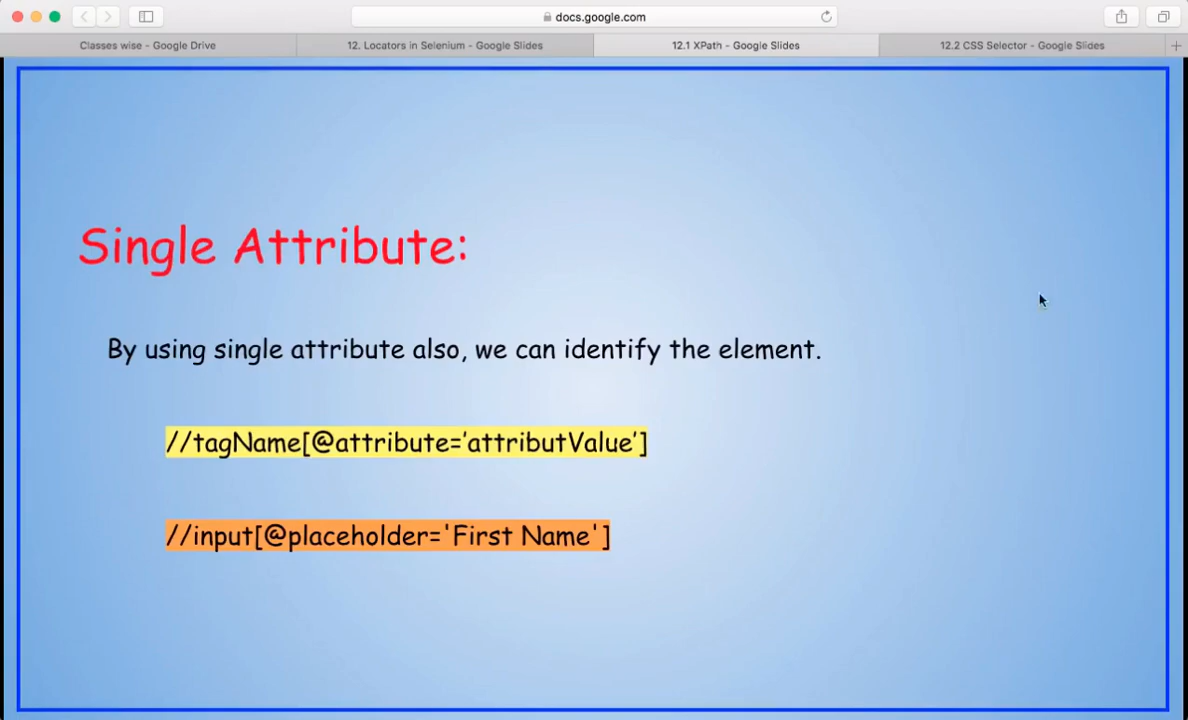 docs.google.com
Classes wise - Google Drive
12. Locators in Selenium - Google Slides
12.1 XPath - Google Slides
12.2 CSS Selector - Google Slides
Single Attribute:
By using single attribute also, we can identify the element.
//tagName[@attribute=’attributValue’]
//input[@placeholder='First Name']